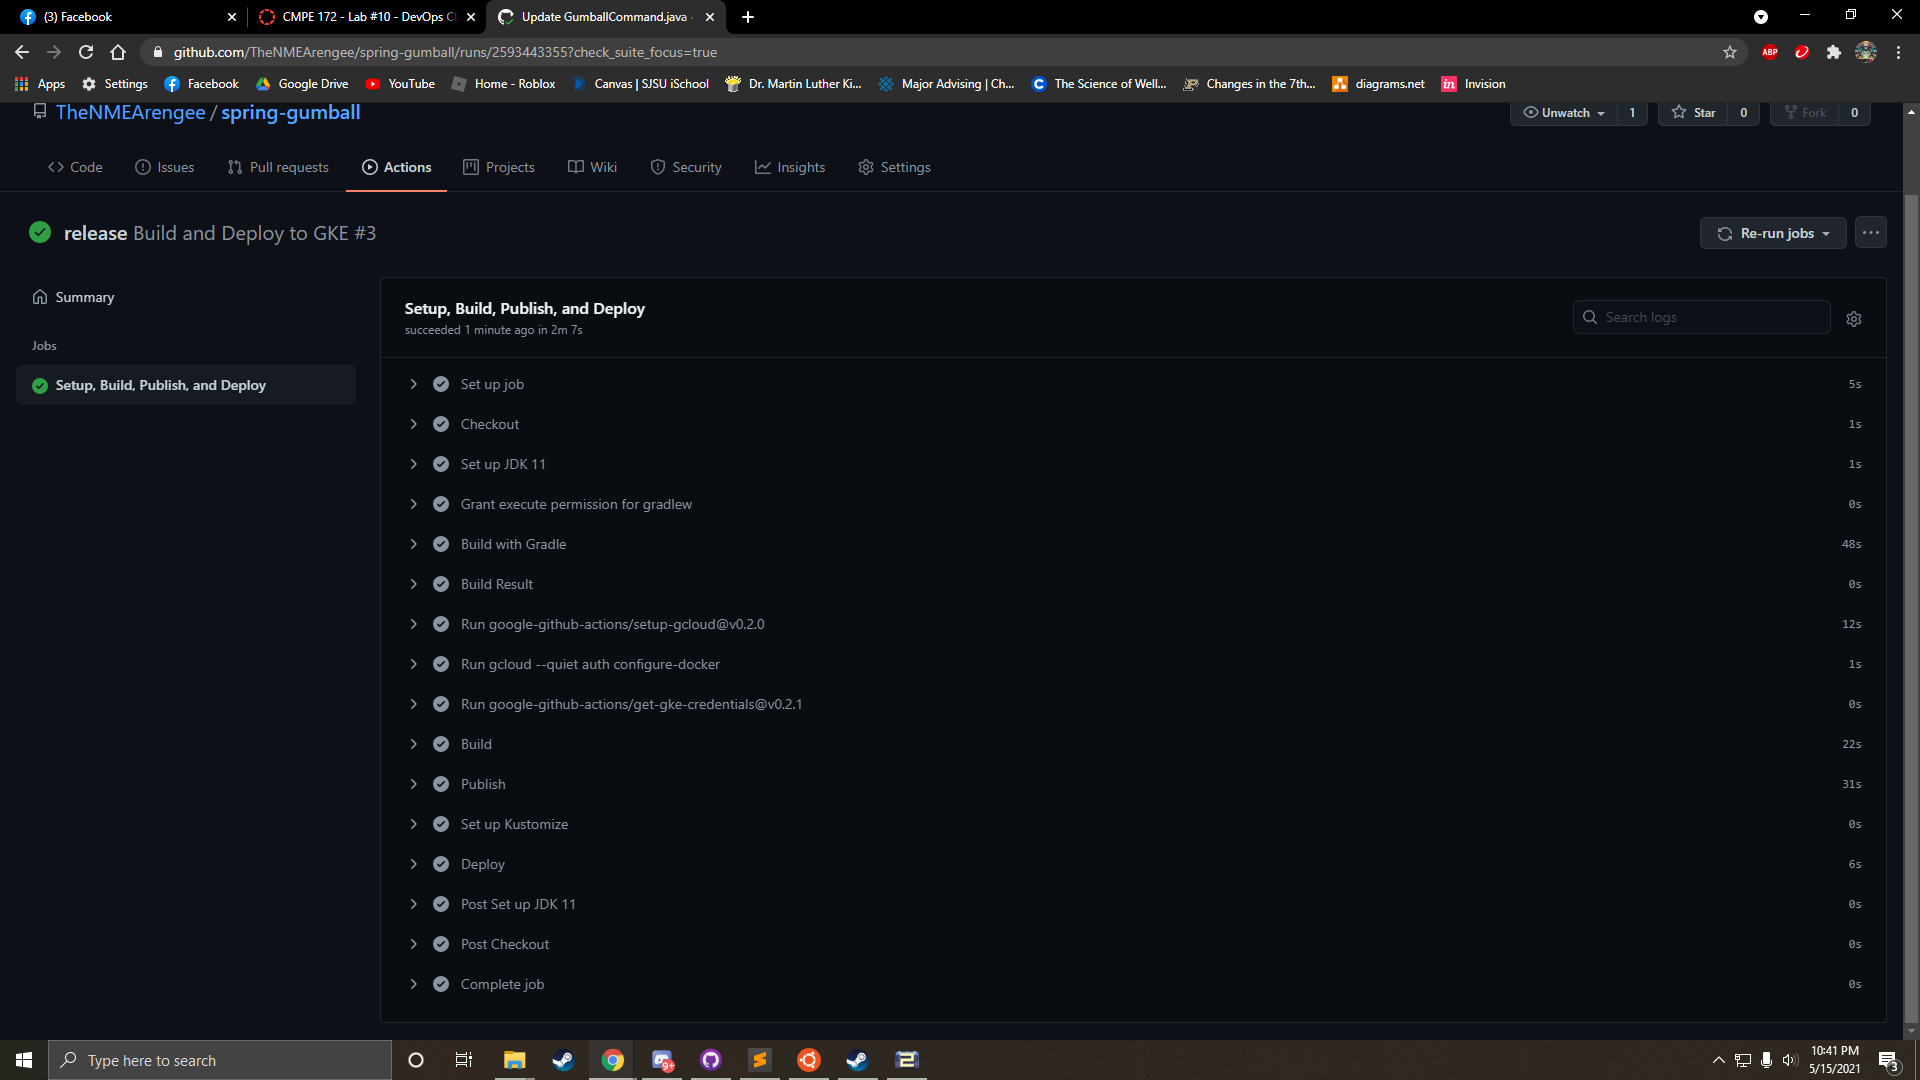 (3) Facebook
CMPE 172 - Lab #10 - DevOps CI
Update GumballCommand.java
github.com/TheNMEArengee/spring-gumball/runs/2593443355?check_suite_focus=true
ABP
Apps Settings Facebook Google Drive YouTube Home - Roblox Canvas | SJSU iSchool Dr. Martin Luther Ki... Major Advising | Ch... The Science of Well... Changes in the 7th... diagrams.net in Invision
TheNMEArengee / spring-gumball
Unwatch 1 Star 0 Fork 0
Code Issues Pull requests Actions Projects Wiki Security Insights Settings
release Build and Deploy to GKE #3
Re-run jobs
Summary
Jobs
Setup, Build, Publish, and Deploy
Setup, Build, Publish, and Deploy
succeeded 1 minute ago in 2m 7s
Search logs
Set up job 5s
Checkout 1s
Set up JDK 11 1s
Grant execute permission for gradlew 0s
Build with Gradle 48s
Build Result 0s
Run google-github-actions/setup-gcloud@v0.2.0 12s
Run gcloud --quiet auth configure-docker 1s
Run google-github-actions/get-gke-credentials@v0.2.1 0s
Build 22s
Publish 31s
Set up Kustomize 0s
Deploy 6s
Post Set up JDK 11 0s
Post Checkout 0s
Complete job 0s
Type here to search
9+
10:41 PM
5/15/2021
3